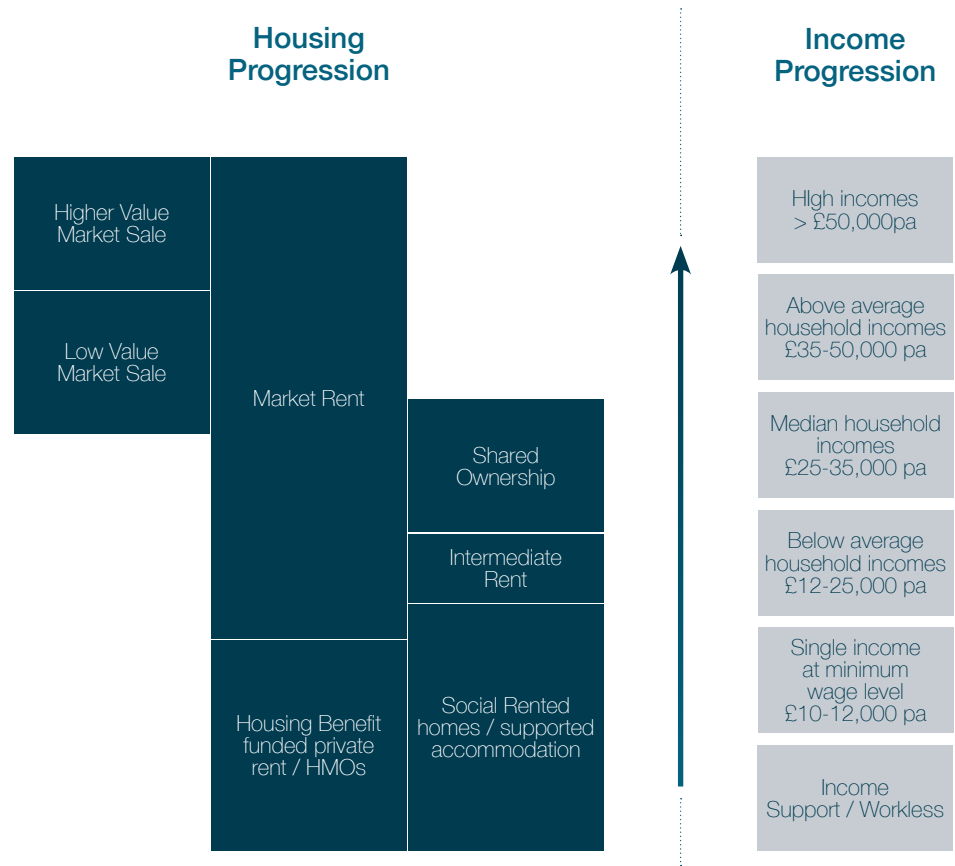 Housing
Progression
Income
Progression
Higher Value
Market Sale
Low Value
Market Sale
Market Rent
Shared
Ownership
Intermediate
Rent
Housing Benefit
funded private
rent / HMOs
Social Rented
homes / supported
accommodation
HIgh incomes
> £50,000pa
Above average
household incomes
£35-50,000 pa
Median household
incomes
£25-35,000 pa
Below average
household incomes
£12-25,000 pa
Single income
at minimum
wage level
£10-12,000 pa
Income
Support / Workless